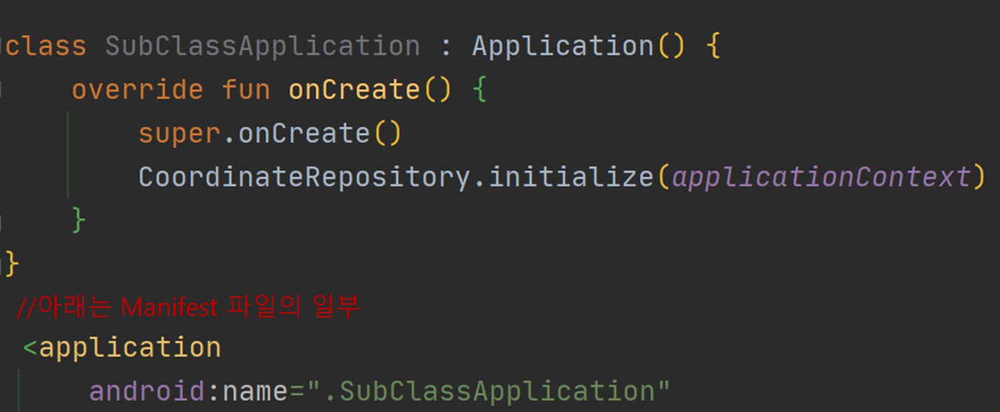 class SubClassApplication : Application() {
override fun onCreate() {
super.onCreate()
CoordinateRepository.initialize(applicationContext)
}
}
//아래는 Manifest 파일의 일부
<application
android:name=".SubClassApplication"